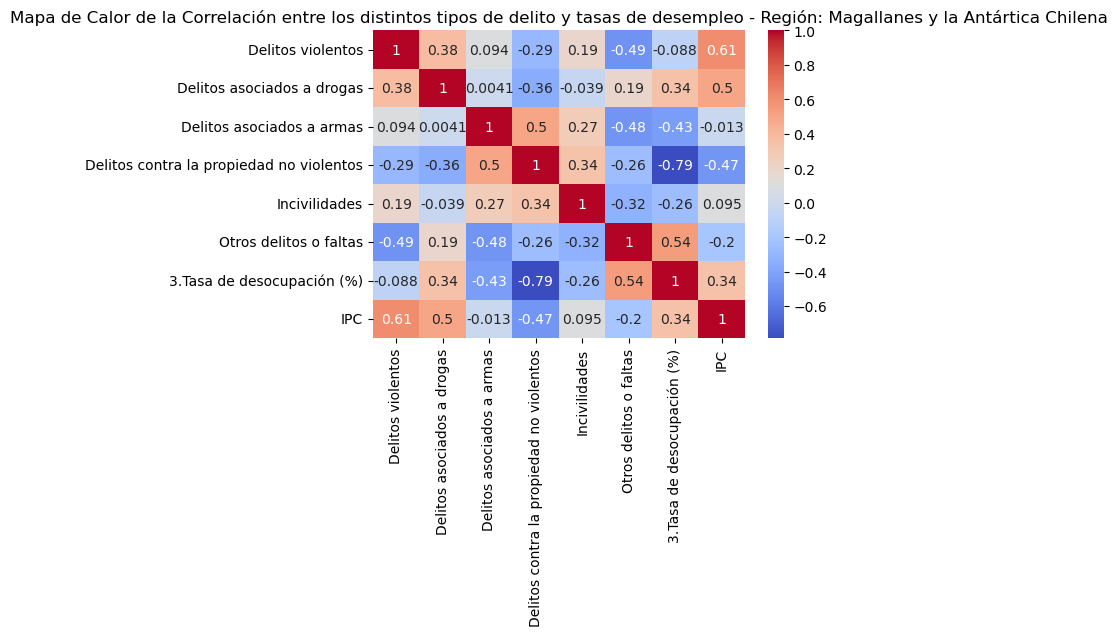 Mapa de Calor de la Correlación entre los distintos tipos de delito y tasas de desempleo - Región: Magallanes y la Antártica Chilena
Delitos violentos 1 0.38 0.094 -0.29 0.19 -0.49 -0.088 0.61
Delitos asociados a drogas 0.38 1 0.0041 -0.36 -0.039 0.19 0.34 0.5
Delitos asociados a armas 0.094 0.0041 1 0.5 0.27 -0.48 -0.43 -0.013
Delitos contra la propiedad no violentos -0.29 -0.36 0.5 1 0.34 -0.26 -0.79 -0.47
Incivilidades 0.19 -0.039 0.27 0.34 1 -0.32 -0.26 0.095
Otros delitos o faltas -0.49 0.19 -0.48 -0.26 -0.32 1 0.54 -0.2
3.Tasa de desocupación (%) -0.088 0.34 -0.43 -0.79 -0.26 0.54 1 0.34
IPC 0.61 0.5 -0.013 -0.47 0.095 -0.2 0.34 1
Delitos violentos
Delitos asociados a drogas
Delitos asociados a armas
Delitos contra la propiedad no violentos
Incivilidades
Otros delitos o faltas
3.Tasa de desocupación (%)
IPC
1.0
0.8
0.6
0.4
0.2
0.0
−0.2
−0.4
−0.6